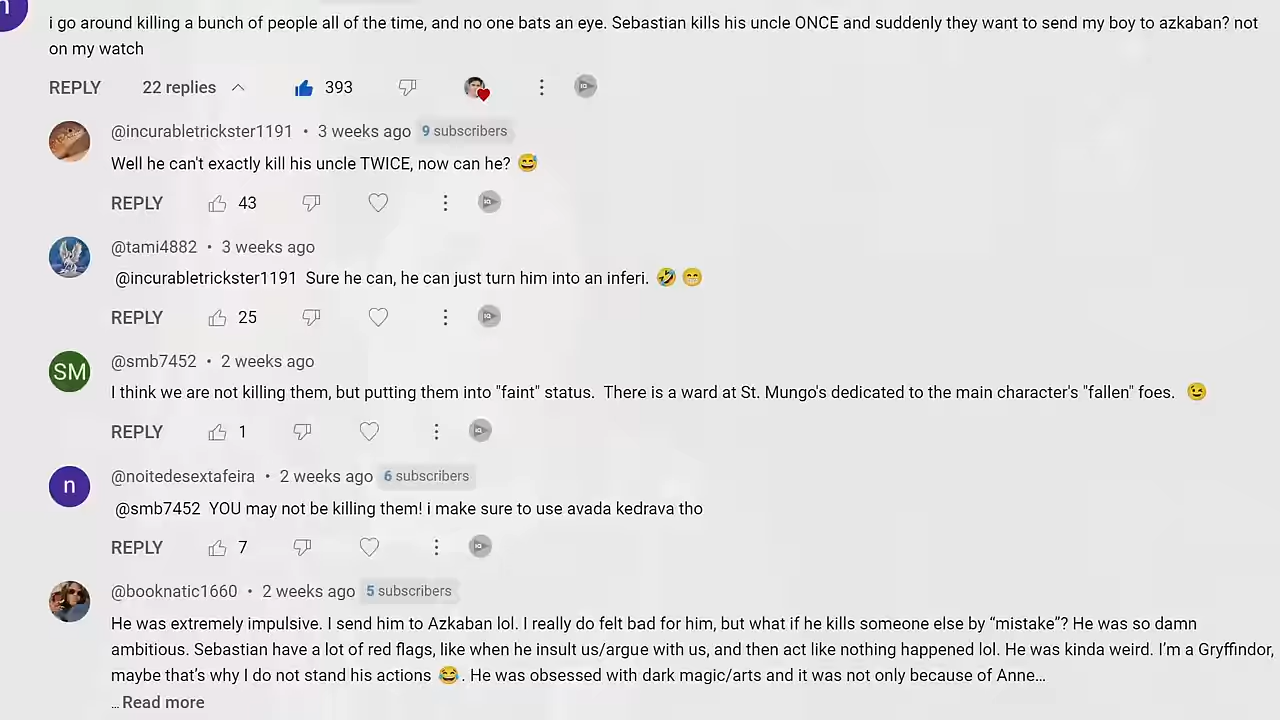 n
i go around killing a bunch of people all of the time, and no one bats an eye. Sebastian kills his uncle ONCE and suddenly they want to send my boy to azkaban? not
on my watch
REPLY 22 replies 393
@incurabletrickster1191 • 3 weeks ago 9 subscribers
Well he can't exactly kill his uncle TWICE, now can he? 😅
REPLY 43
@tami4882 • 3 weeks ago
@incurabletrickster1191 Sure he can, he can just turn him into an inferi. 🤣 😁
REPLY 25
SM @smb7452 • 2 weeks ago
I think we are not killing them, but putting them into "faint" status. There is a ward at St. Mungo's dedicated to the main character's "fallen" foes. 😉
REPLY 1
n @noitedesextafeira • 2 weeks ago 6 subscribers
@smb7452 YOU may not be killing them! i make sure to use avada kedrava tho
REPLY 7
@booknatic1660 • 2 weeks ago 5 subscribers
He was extremely impulsive. I send him to Azkaban lol. I really do felt bad for him, but what if he kills someone else by “mistake”? He was so damn
ambitious. Sebastian have a lot of red flags, like when he insult us/argue with us, and then act like nothing happened lol. He was kinda weird. I’m a Gryffindor,
maybe that’s why I do not stand his actions 😂. He was obsessed with dark magic/arts and it was not only because of Anne…
... Read more